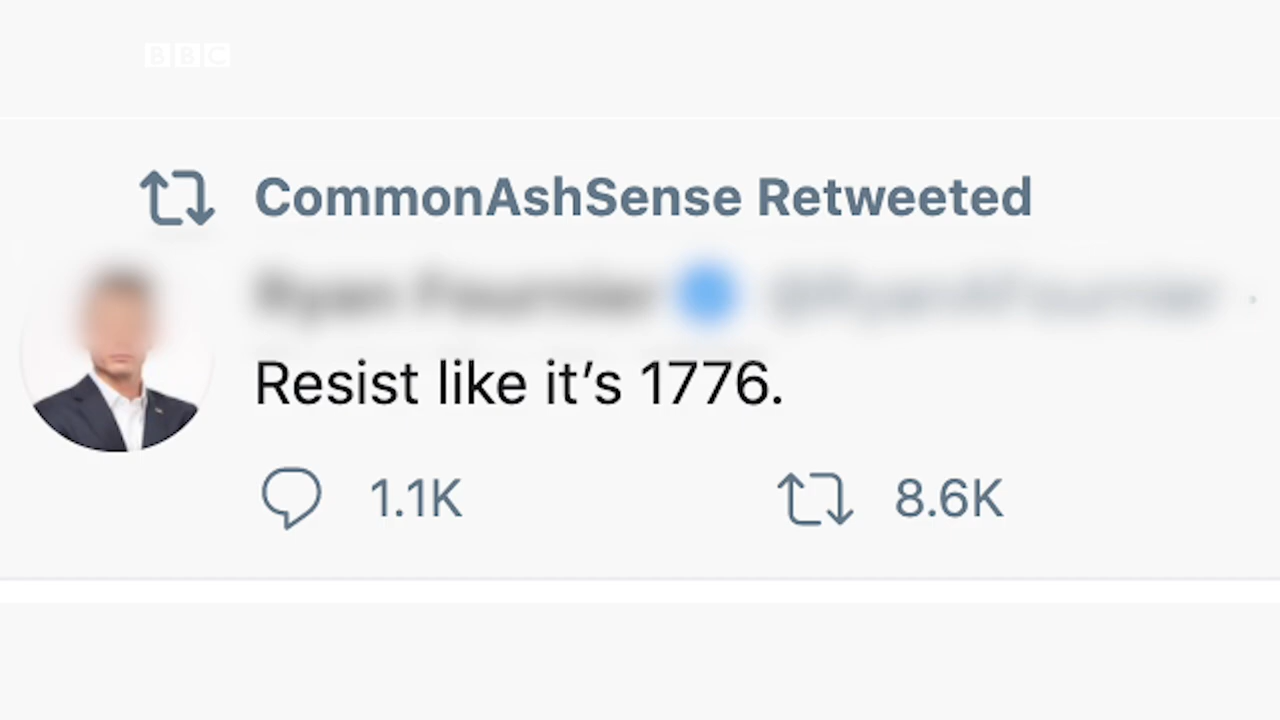 BBC
CommonAshSense Retweeted
Resist like it’s 1776.
1.1K 8.6K